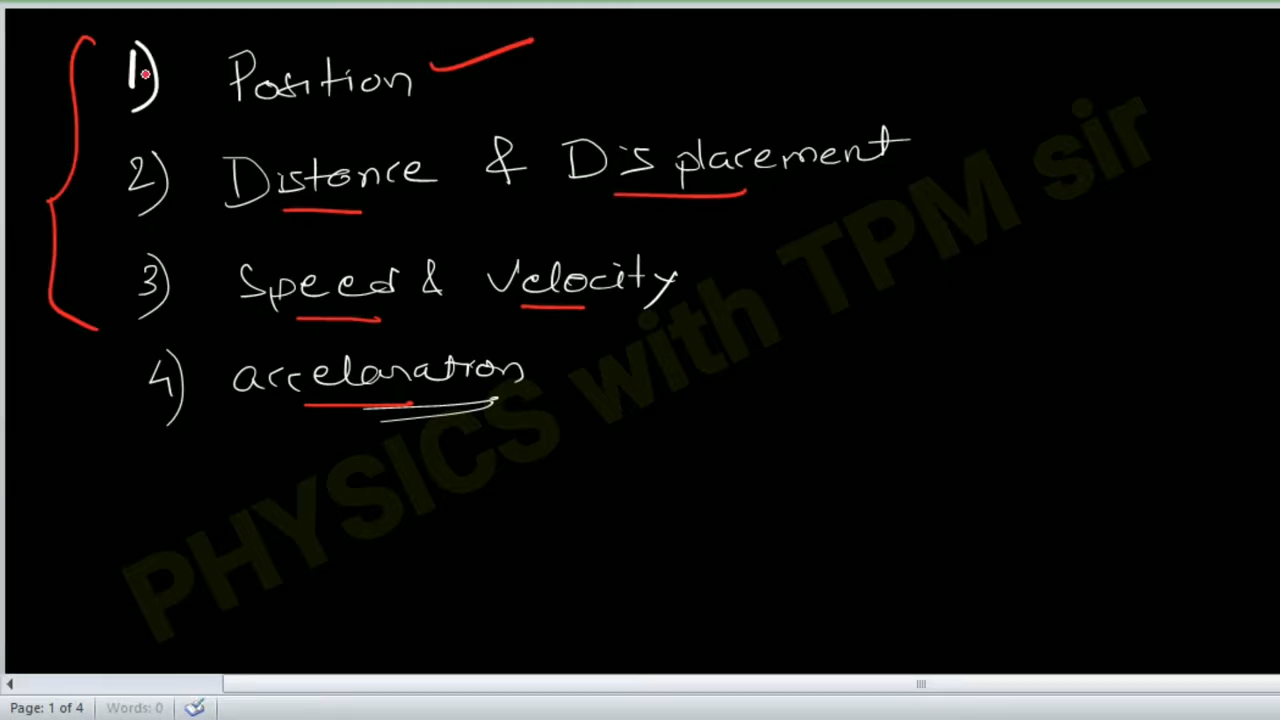 1) Position
2) Distance & Displacement
3) Speed & Velocity
4) accelaration
PHYSICS with TPM sir
Page: 1 of 4 Words: 0